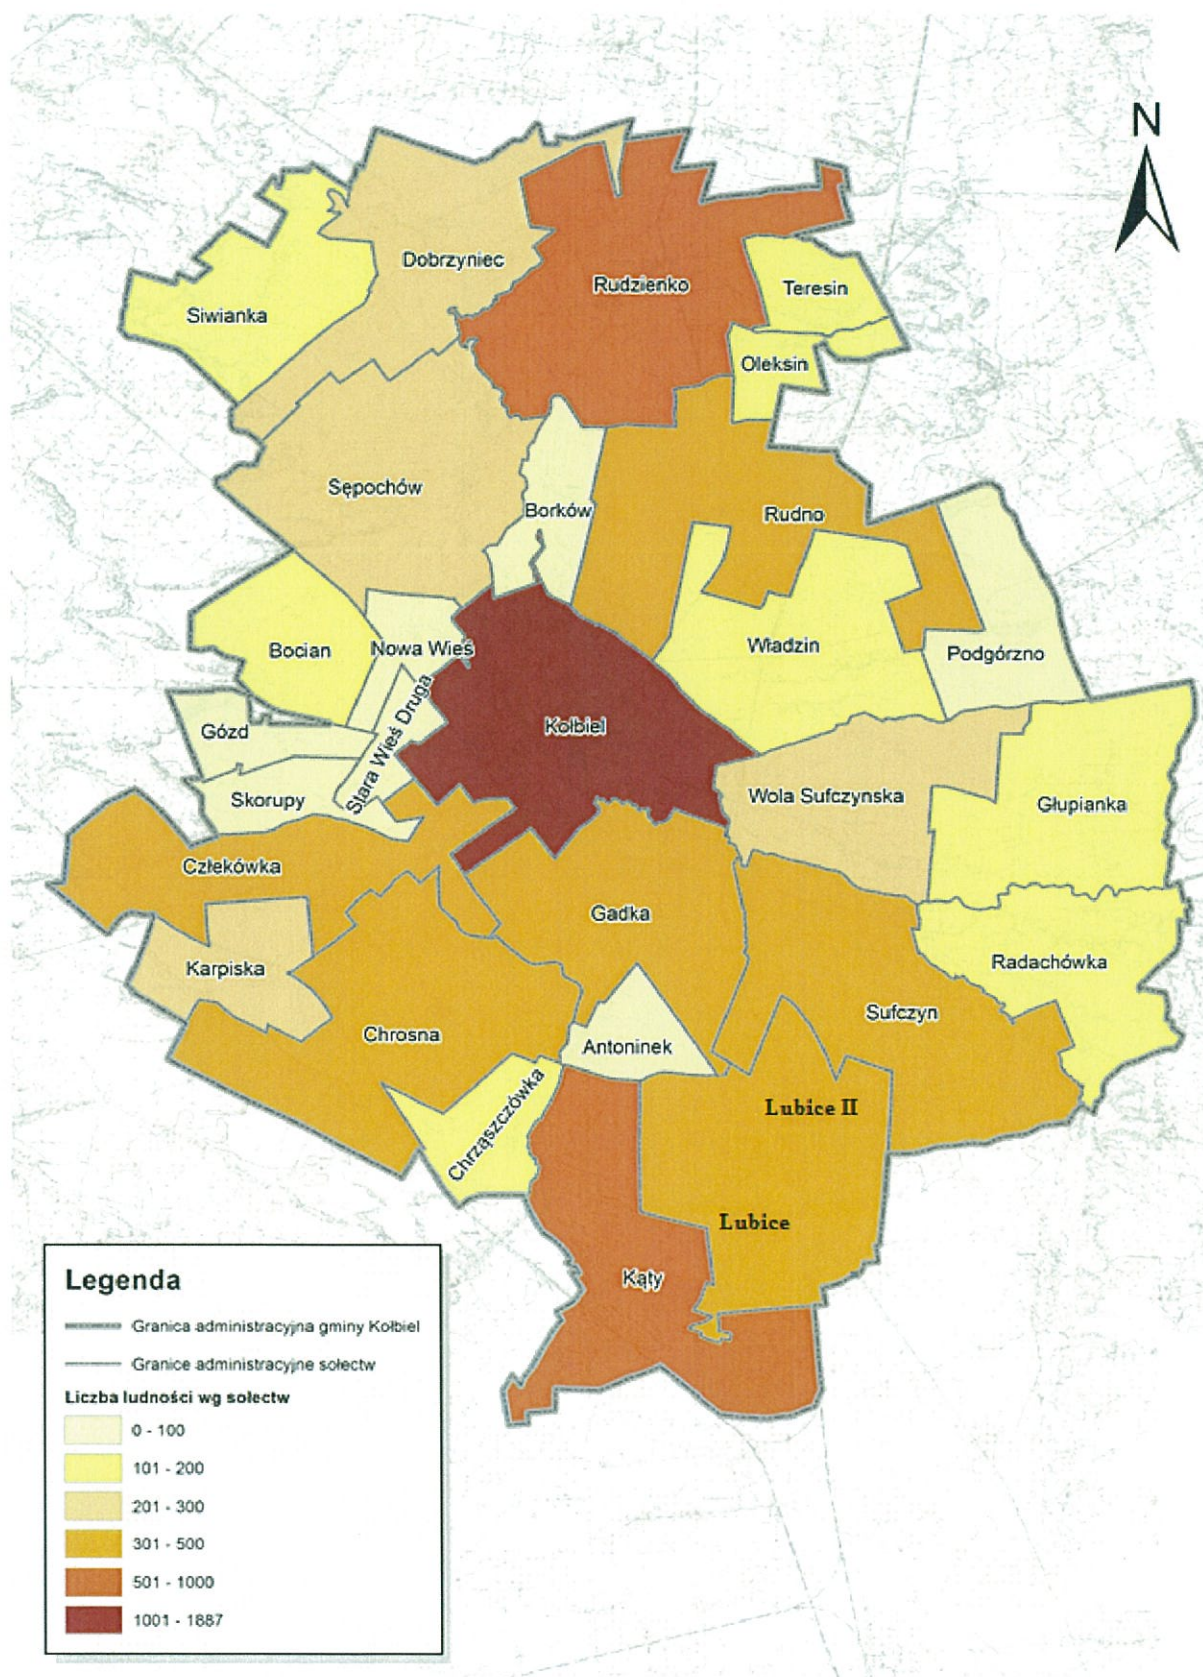 N
Dobrzyniec
Rudzienko
Teresin
Siwianka
Oleksin
Sępochów
Borków
Rudno
Bocian
Nowa Wieś
Władzin
Podgórzno
Stara Wieś Druga
Gózd
Kołbiel
Skorupy
Wola Sufczynska
Głupianka
Człekówka
Gadka
Karpiska
Radachówka
Chrosna
Sufczyn
Antoninek
Chrząszczówka
Lubice II
Lubice
Kąty
Legenda
Granica administracyjna gminy Kołbiel
Granice administracyjne sołectw
Liczba ludności wg sołectw
0 - 100
101 - 200
201 - 300
301 - 500
501 - 1000
1001 - 1887